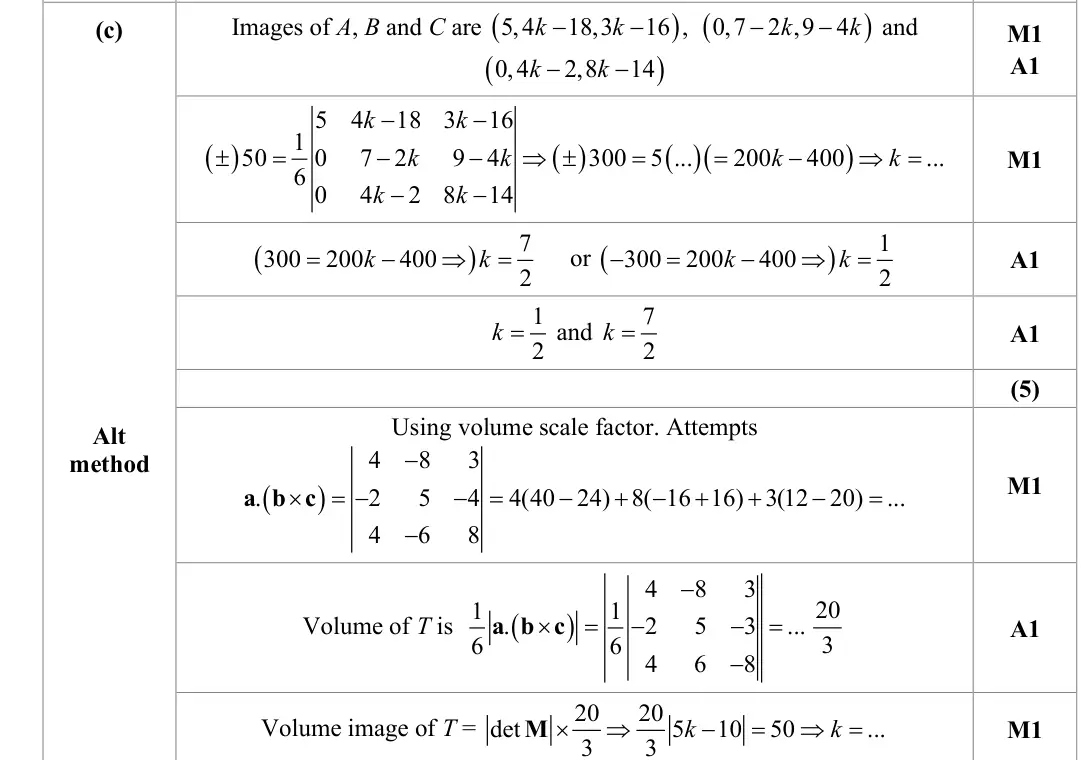 (c)
Images of A, B and C are (5, 4k −18, 3k −16), (0, 7 − 2k, 9 − 4k) and
(0, 4k − 2, 8k −14)
M1
A1
(±)50 = 1/6 |5 4k −18 3k −16; 0 7 − 2k 9 − 4k; 0 4k − 2 8k −14| ⇒ (±)300 = 5(...)(= 200k − 400) ⇒ k = ...
M1
(300 = 200k − 400 ⇒) k = 7/2 or (−300 = 200k − 400 ⇒) k = 1/2
A1
k = 1/2 and k = 7/2
A1
(5)
Alt
method
Using volume scale factor. Attempts
a.(b × c) = |4 −8 3; −2 5 −4; 4 −6 8| = 4(40 − 24) + 8(−16 +16) + 3(12 − 20) = ...
M1
Volume of T is 1/6 |a.(b × c)| = |1/6 |4 −8 3; −2 5 −3; 4 6 −8|| = ... 20/3
A1
Volume image of T = |det M| × 20/3 ⇒ 20/3 |5k −10| = 50 ⇒ k = ...
M1